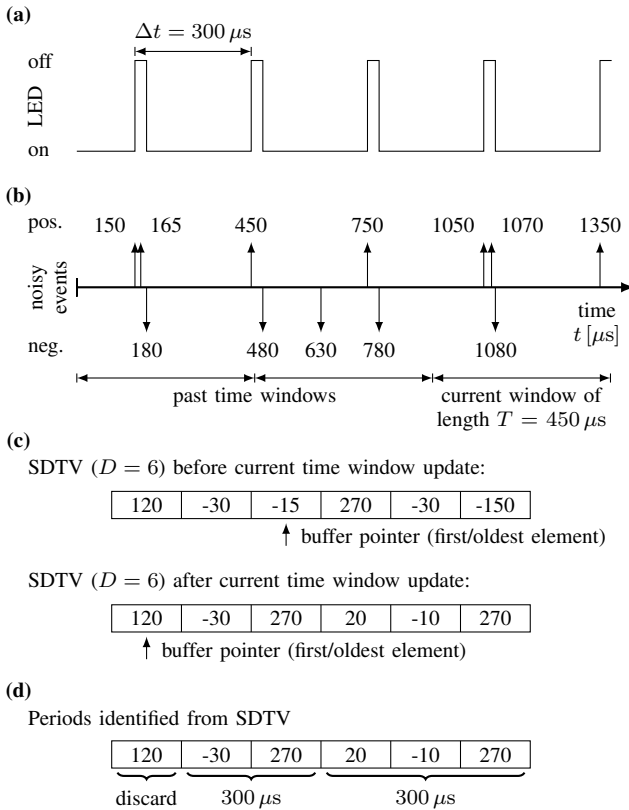 (a)
Δt = 300 μs
off
LED
on
(b)
pos. 150 165 450 750 1050 1070 1350
noisy
events
time
t [μs]
neg. 180 480 630 780 1080
past time windows
current window of
length T = 450 μs
(c)
SDTV (D = 6) before current time window update:
120 -30 -15 270 -30 -150
buffer pointer (first/oldest element)
SDTV (D = 6) after current time window update:
120 -30 270 20 -10 270
buffer pointer (first/oldest element)
(d)
Periods identified from SDTV
120 -30 270 20 -10 270
discard 300 μs 300 μs